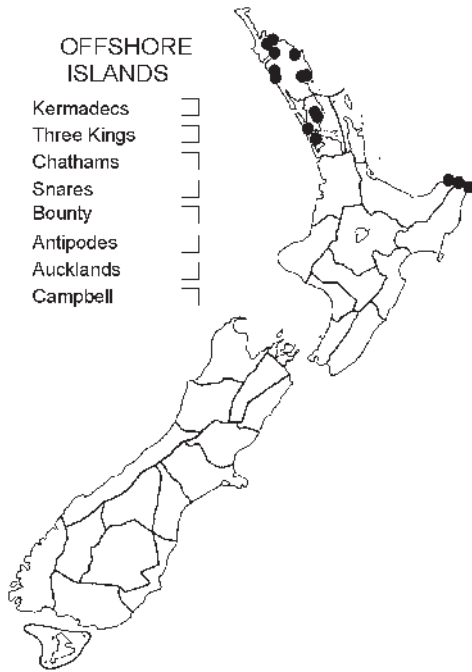 OFFSHORE
ISLANDS
Kermadecs
Three Kings
Chathams
Snares
Bounty
Antipodes
Aucklands
Campbell